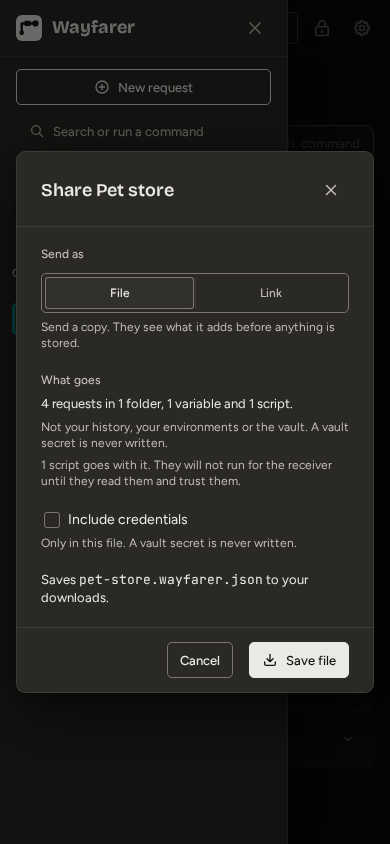 Wayfarer
New request
Search or run a command
command
Share Pet store
Send as
File
Link
Send a copy. They see what it adds before anything is
stored.
What goes
4 requests in 1 folder, 1 variable and 1 script.
Not your history, your environments or the vault. A vault
secret is never written.
1 script goes with it. They will not run for the receiver
until they read them and trust them.
Include credentials
Only in this file. A vault secret is never written.
Saves pet-store.wayfarer.json to your
downloads.
Cancel
Save file